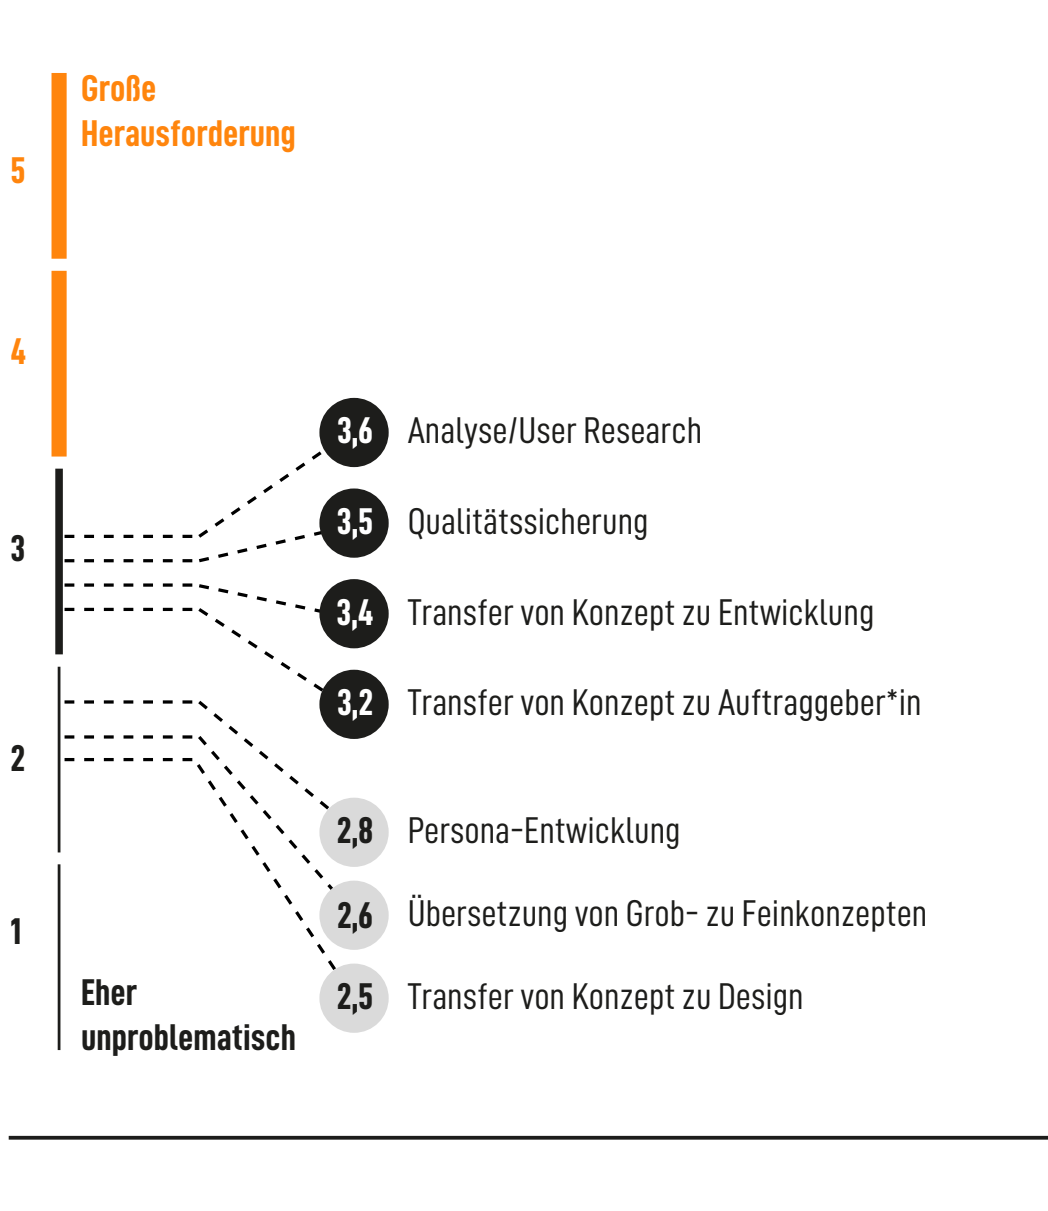 Große
Herausforderung
5
4
3,6 Analyse/User Research
3,5 Qualitätssicherung
3
3,4 Transfer von Konzept zu Entwicklung
3,2 Transfer von Konzept zu Auftraggeber*in
2
2,8 Persona-Entwicklung
2,6 Übersetzung von Grob- zu Feinkonzepten
1
2,5 Transfer von Konzept zu Design
Eher
unproblematisch